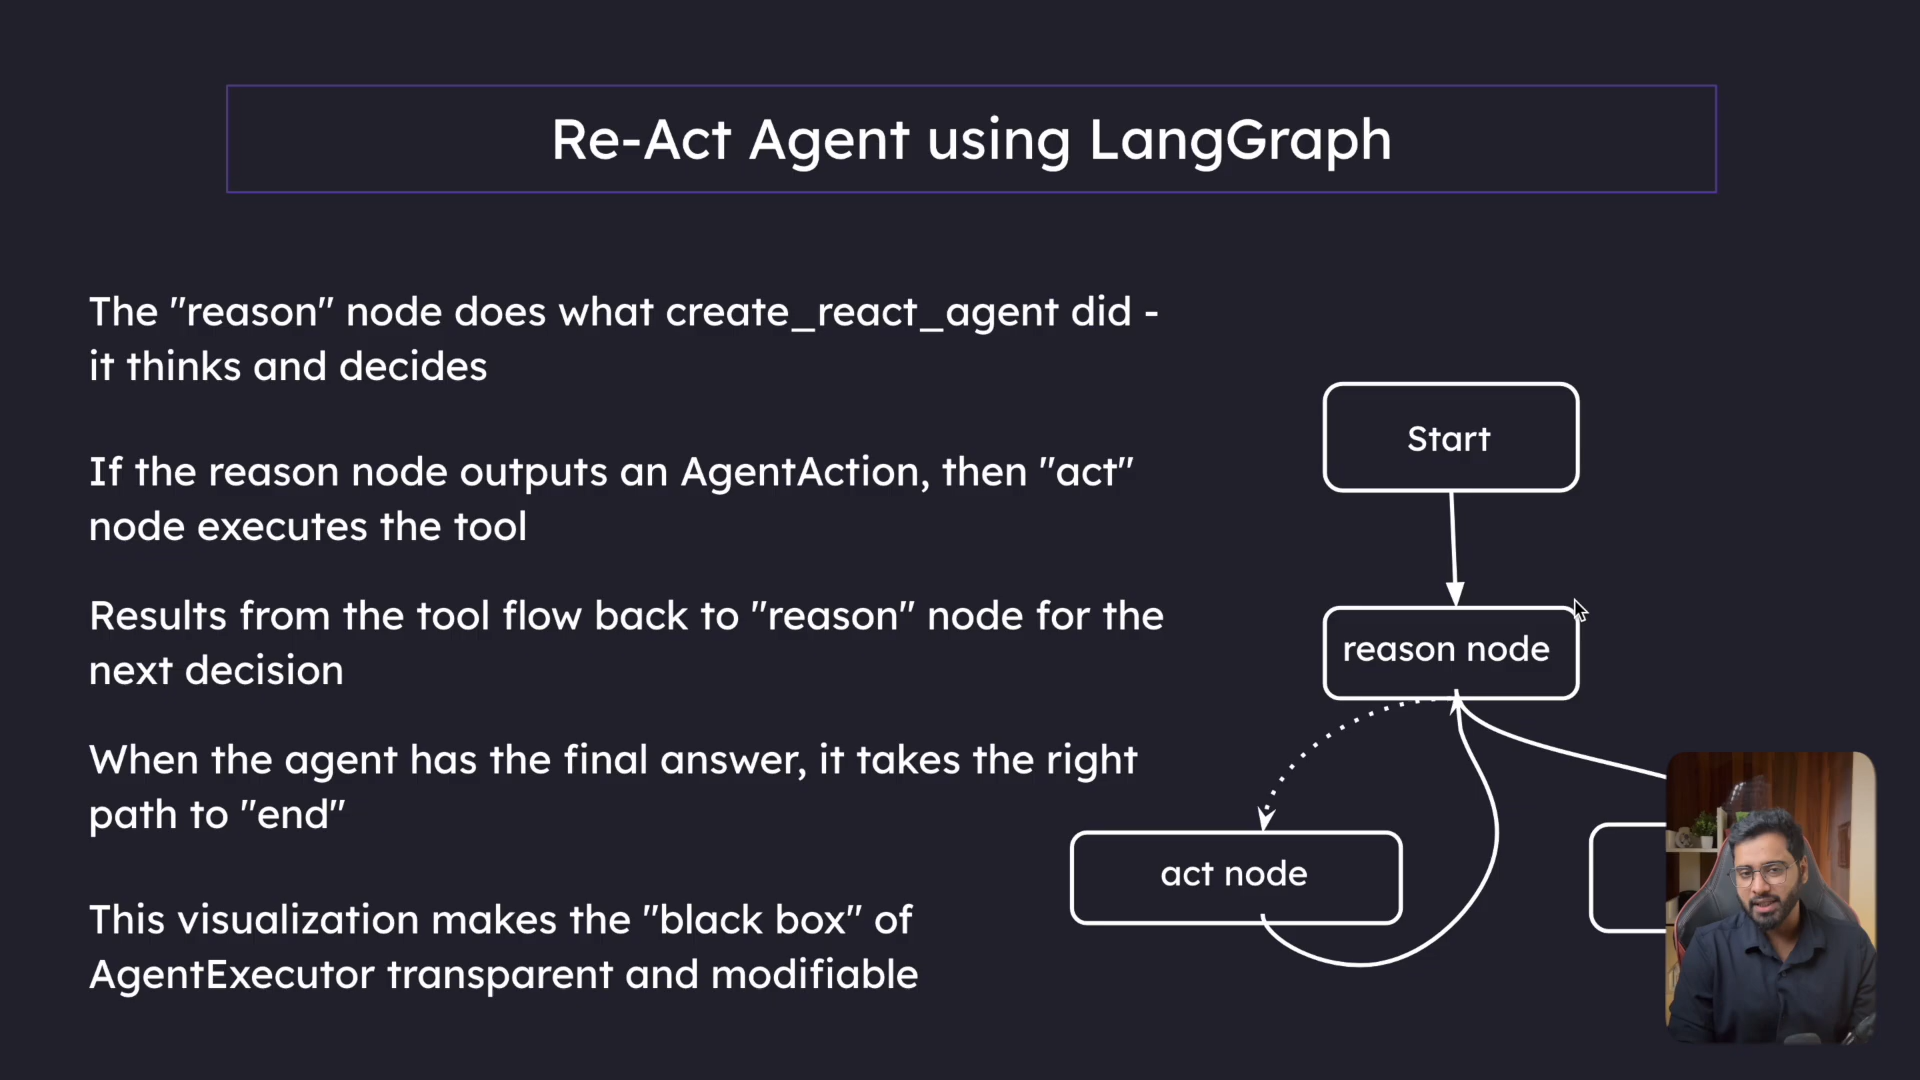 Re-Act Agent using LangGraph
The "reason" node does what create_react_agent did -
it thinks and decides
If the reason node outputs an AgentAction, then "act"
node executes the tool
Results from the tool flow back to "reason" node for the
next decision
When the agent has the final answer, it takes the right
path to "end"
This visualization makes the "black box" of
AgentExecutor transparent and modifiable
Start
reason node
act node